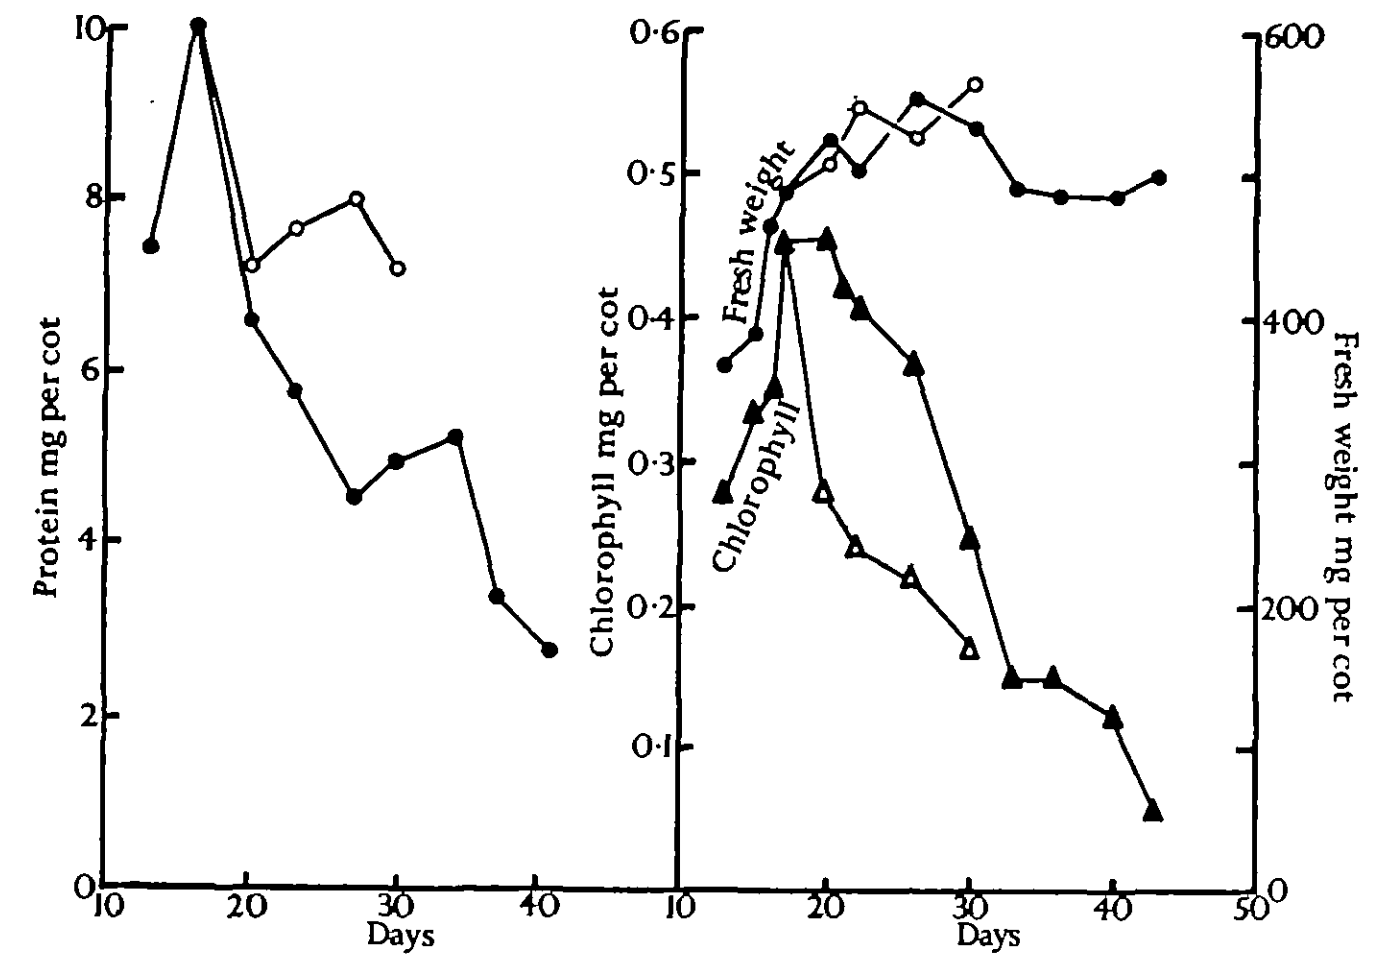 10
8
6
4
2
0
Protein mg per cot
10 20 30 40
Days
0·6
0·5
0·4
0·3
0·2
0·1
Chlorophyll mg per cot
Fresh weight
Chlorophyll
10 20 30 40 50
Days
600
400
200
0
Fresh weight mg per cot